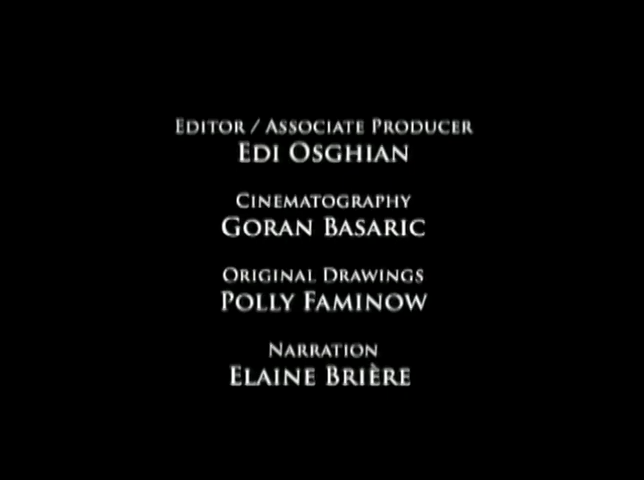 Editor / Associate Producer
Edi Osghian
Cinematography
Goran Basaric
Original Drawings
Polly Faminow
Narration
Elaine Brière